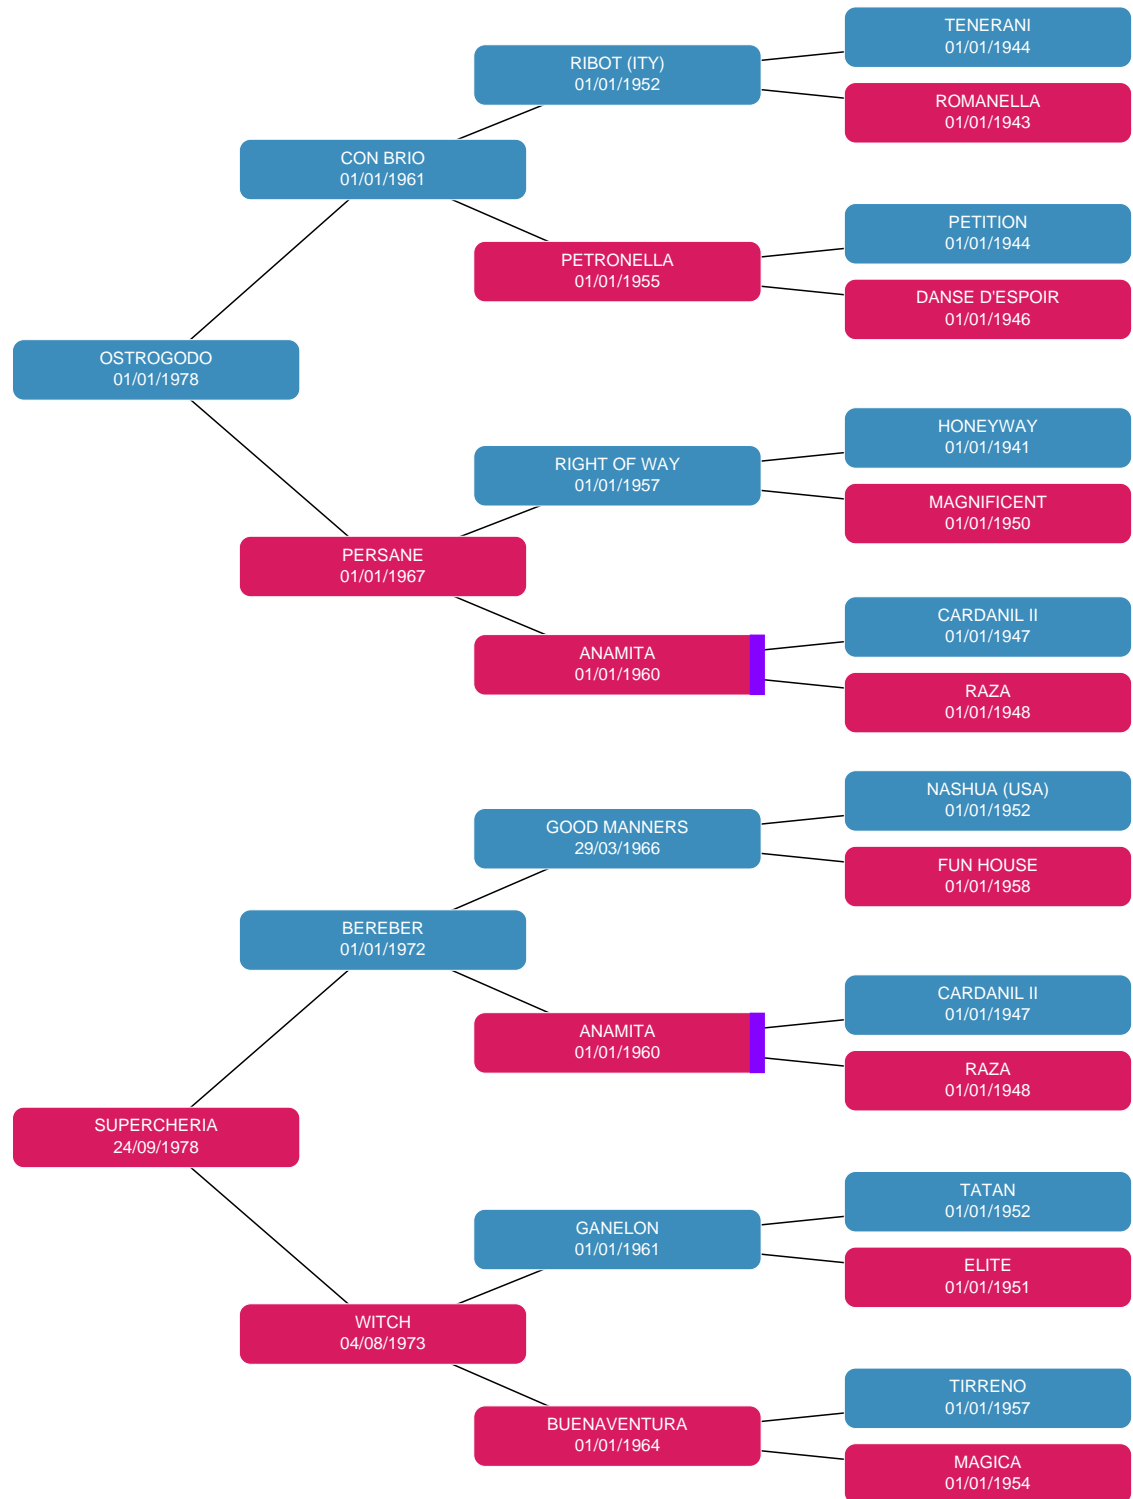 TENERANI
01/01/1944
RIBOT (ITY)
01/01/1952
ROMANELLA
01/01/1943
CON BRIO
01/01/1961
PETITION
01/01/1944
PETRONELLA
01/01/1955
DANSE D'ESPOIR
01/01/1946
OSTROGODO
01/01/1978
HONEYWAY
01/01/1941
RIGHT OF WAY
01/01/1957
MAGNIFICENT
01/01/1950
PERSANE
01/01/1967
CARDANIL II
01/01/1947
ANAMITA
01/01/1960
RAZA
01/01/1948
NASHUA (USA)
01/01/1952
GOOD MANNERS
29/03/1966
FUN HOUSE
01/01/1958
BEREBER
01/01/1972
CARDANIL II
01/01/1947
ANAMITA
01/01/1960
RAZA
01/01/1948
SUPERCHERIA
24/09/1978
TATAN
01/01/1952
GANELON
01/01/1961
ELITE
01/01/1951
WITCH
04/08/1973
TIRRENO
01/01/1957
BUENAVENTURA
01/01/1964
MAGICA
01/01/1954